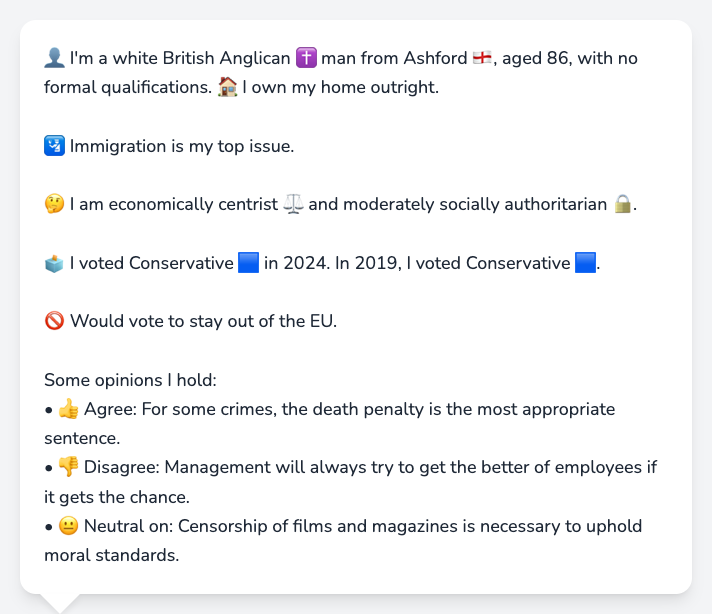 👤 I'm a white British Anglican ✝️ man from Ashford 🏴󠁧󠁢󠁥󠁮󠁧󠁿, aged 86, with no
formal qualifications. 🏠 I own my home outright.
🛂 Immigration is my top issue.
🤔 I am economically centrist ⚖️ and moderately socially authoritarian 🔒.
🗳️ I voted Conservative 🟦 in 2024. In 2019, I voted Conservative 🟦.
🚫 Would vote to stay out of the EU.
Some opinions I hold:
• 👍 Agree: For some crimes, the death penalty is the most appropriate
sentence.
• 👎 Disagree: Management will always try to get the better of employees if
it gets the chance.
• 😐 Neutral on: Censorship of films and magazines is necessary to uphold
moral standards.